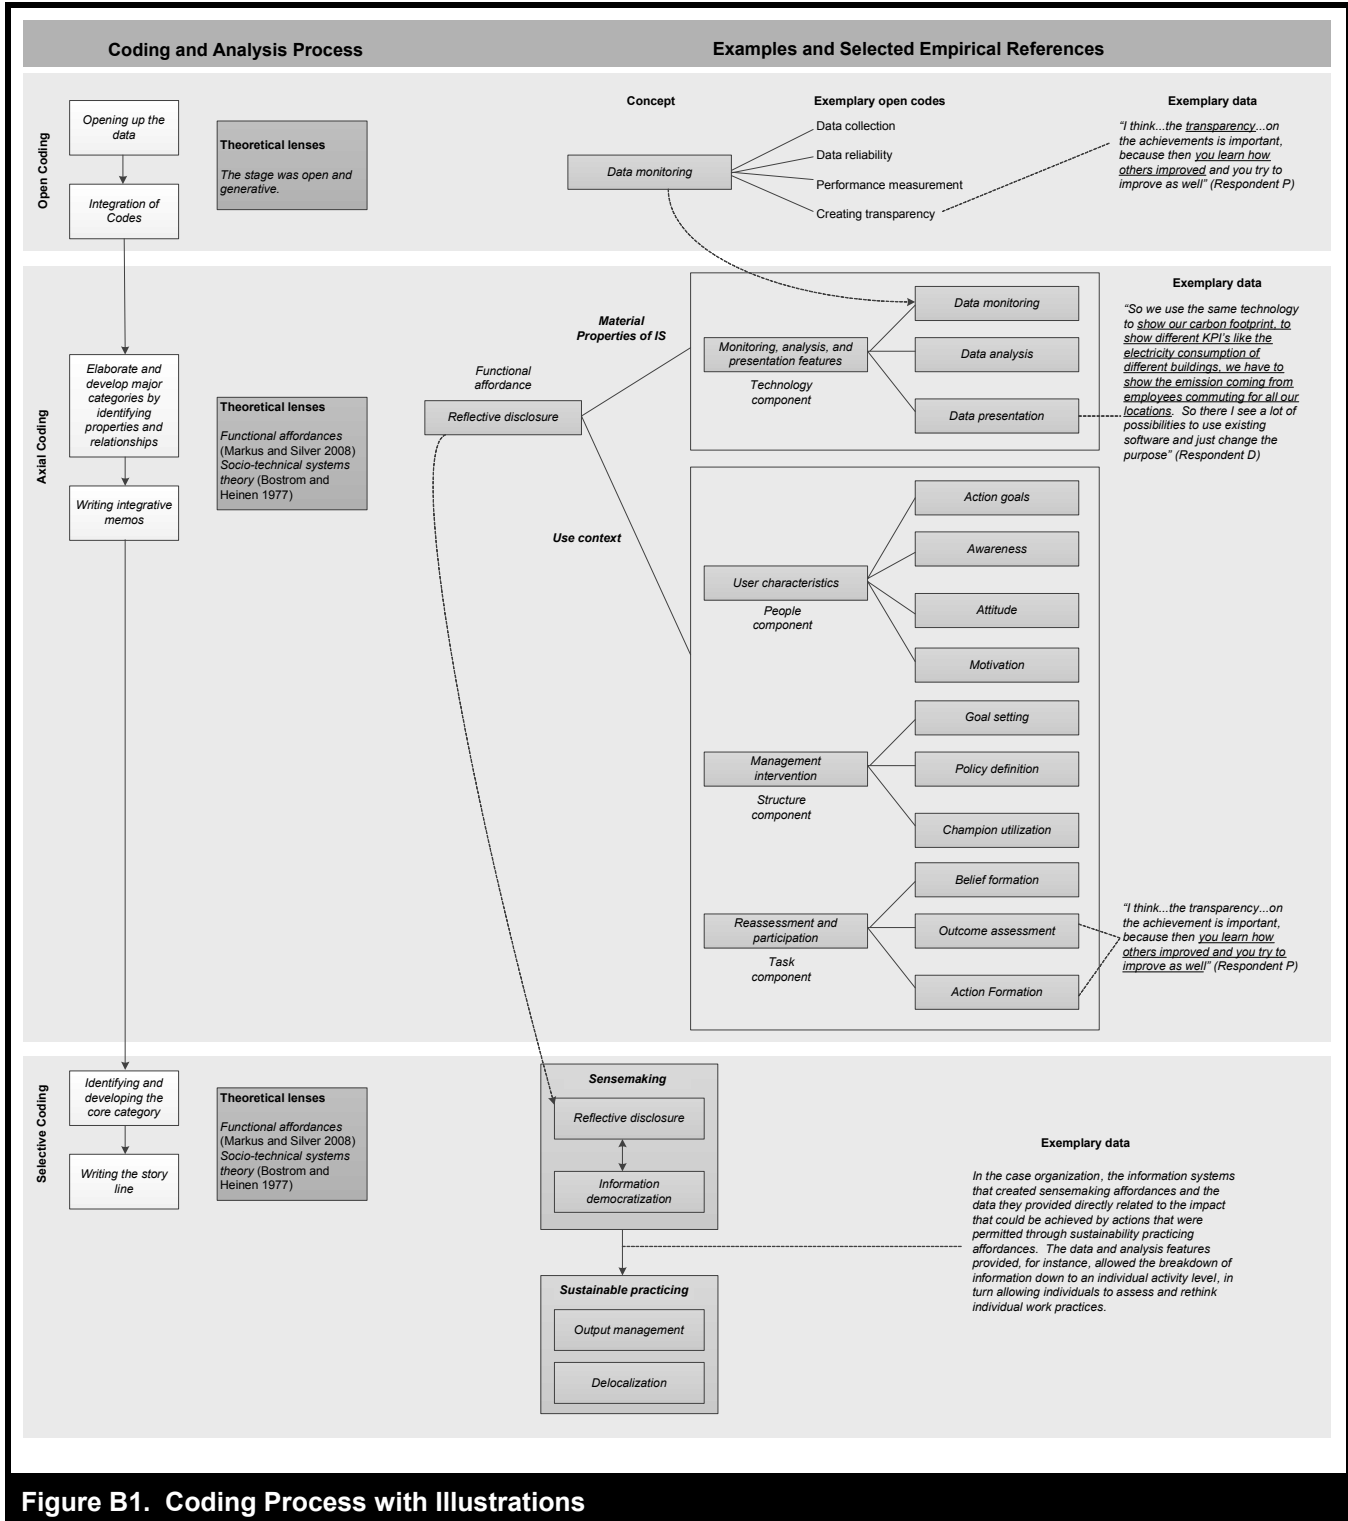 Coding and Analysis Process
Examples and Selected Empirical References
Open Coding
Opening up the
data
Integration of
Codes
Theoretical lenses
The stage was open and
generative.
Concept
Data monitoring
Exemplary open codes
Data collection
Data reliability
Performance measurement
Creating transparency
Exemplary data
“I think...the transparency...on
the achievements is important,
because then you learn how
others improved and you try to
improve as well” (Respondent P)
Axial Coding
Elaborate and
develop major
categories by
identifying
properties and
relationships
Writing integrative
memos
Theoretical lenses
Functional affordances
(Markus and Silver 2008)
Socio-technical systems
theory (Bostrom and
Heinen 1977)
Functional
affordance
Reflective disclosure
Material
Properties of IS
Use context
Monitoring, analysis, and
presentation features
Technology
component
Data monitoring
Data analysis
Data presentation
Exemplary data
“So we use the same technology
to show our carbon footprint, to
show different KPI's like the
electricity consumption of
different buildings, we have to
show the emission coming from
employees commuting for all our
locations.  So there I see a lot of
possibilities to use existing
software and just change the
purpose” (Respondent D)
User characteristics
People
component
Action goals
Awareness
Attitude
Motivation
Management
intervention
Structure
component
Goal setting
Policy definition
Champion utilization
Reassessment and
participation
Task
component
Belief formation
Outcome assessment
Action Formation
“I think...the transparency...on
the achievement is important,
because then you learn how
others improved and you try to
improve as well” (Respondent P)
Selective Coding
Identifying and
developing the
core category
Writing the story
line
Theoretical lenses
Functional affordances
(Markus and Silver 2008)
Socio-technical systems
theory (Bostrom and
Heinen 1977)
Sensemaking
Reflective disclosure
Information
democratization
Sustainable practicing
Output management
Delocalization
Exemplary data
In the case organization, the information systems
that created sensemaking affordances and the
data they provided directly related to the impact
that could be achieved by actions that were
permitted through sustainability practicing
affordances.  The data and analysis features
provided, for instance, allowed the breakdown of
information down to an individual activity level, in
turn allowing individuals to assess and rethink
individual work practices.
Figure B1.  Coding Process with Illustrations